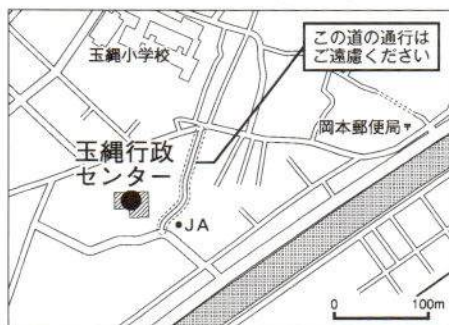 玉縄小学校
この道の通行は
ご遠慮ください
岡本郵便局〒
玉縄行政
センター
JA
0 100m